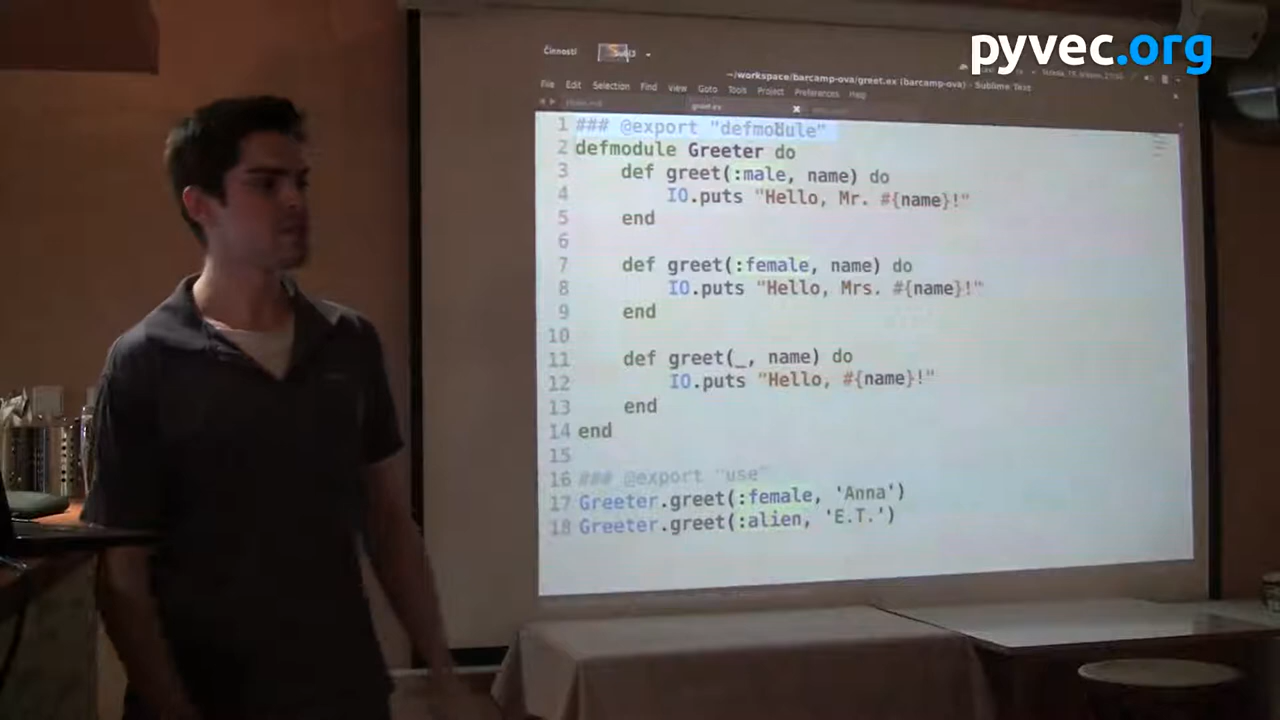 pyvec.org
Činnosti
~/workspace/barcamp-ova/greet.ex (barcamp-ova) - Sublime Text
File Edit Selection Find View Goto Tools Project Preferences Help
greet.ex
1 ### @export "defmodule"
2 defmodule Greeter do
3 def greet(:male, name) do
4 IO.puts "Hello, Mr. #{name}!"
5 end
6
7 def greet(:female, name) do
8 IO.puts "Hello, Mrs. #{name}!"
9 end
10
11 def greet(_, name) do
12 IO.puts "Hello, #{name}!"
13 end
14 end
15
16 ### @export "use"
17 Greeter.greet(:female, 'Anna')
18 Greeter.greet(:alien, 'E.T.')